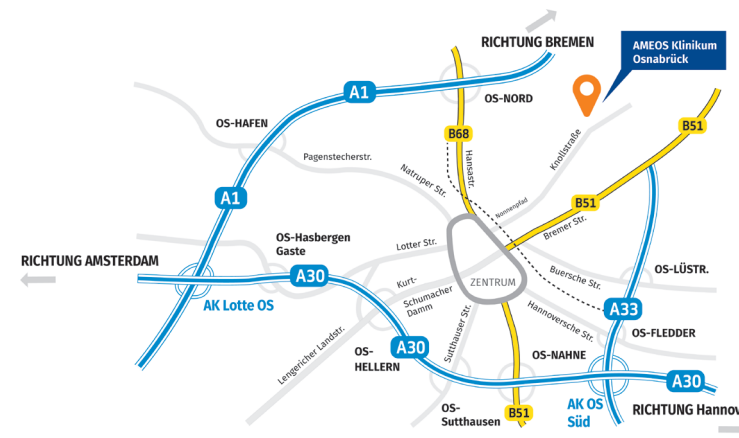 RICHTUNG BREMEN
AMEOS Klinikum
Osnabrück
A1
OS-NORD
OS-HAFEN
B68
B51
Hansastr.
Knollstraße
Pagenstecherstr.
Natruper Str.
A1
Nonnenpfad
B51
Bremer Str.
OS-Hasbergen
Gaste
Lotter Str.
RICHTUNG AMSTERDAM
A30
Kurt-
Schumacher
Damm
ZENTRUM
Buersche Str.
OS-LÜSTR.
AK Lotte OS
Hannoversche Str.
A33
OS-FLEDDER
Lengericher Landstr.
Sutthauser Str.
A30
OS-
HELLERN
OS-NAHNE
A30
OS-
Sutthausen
B51
AK OS
Süd
RICHTUNG Hannov